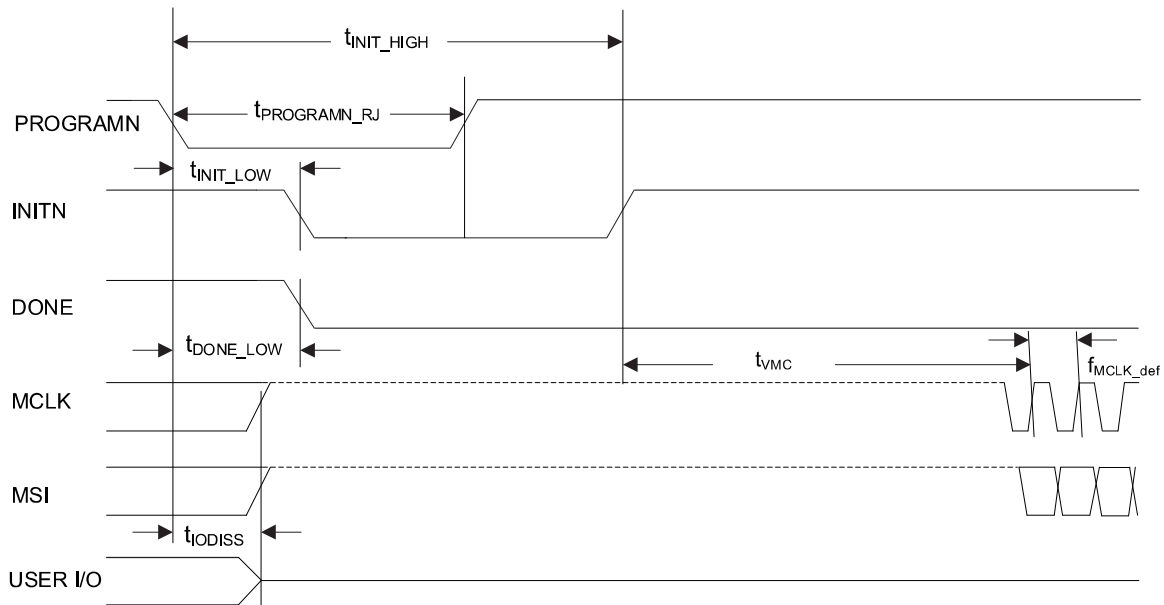 tINIT_HIGH
PROGRAMN
tPROGRAMN_RJ
tINIT_LOW
INITN
DONE
tDONE_LOW
tVMC
fMCLK_def
MCLK
MSI
tIODISS
USER I/O